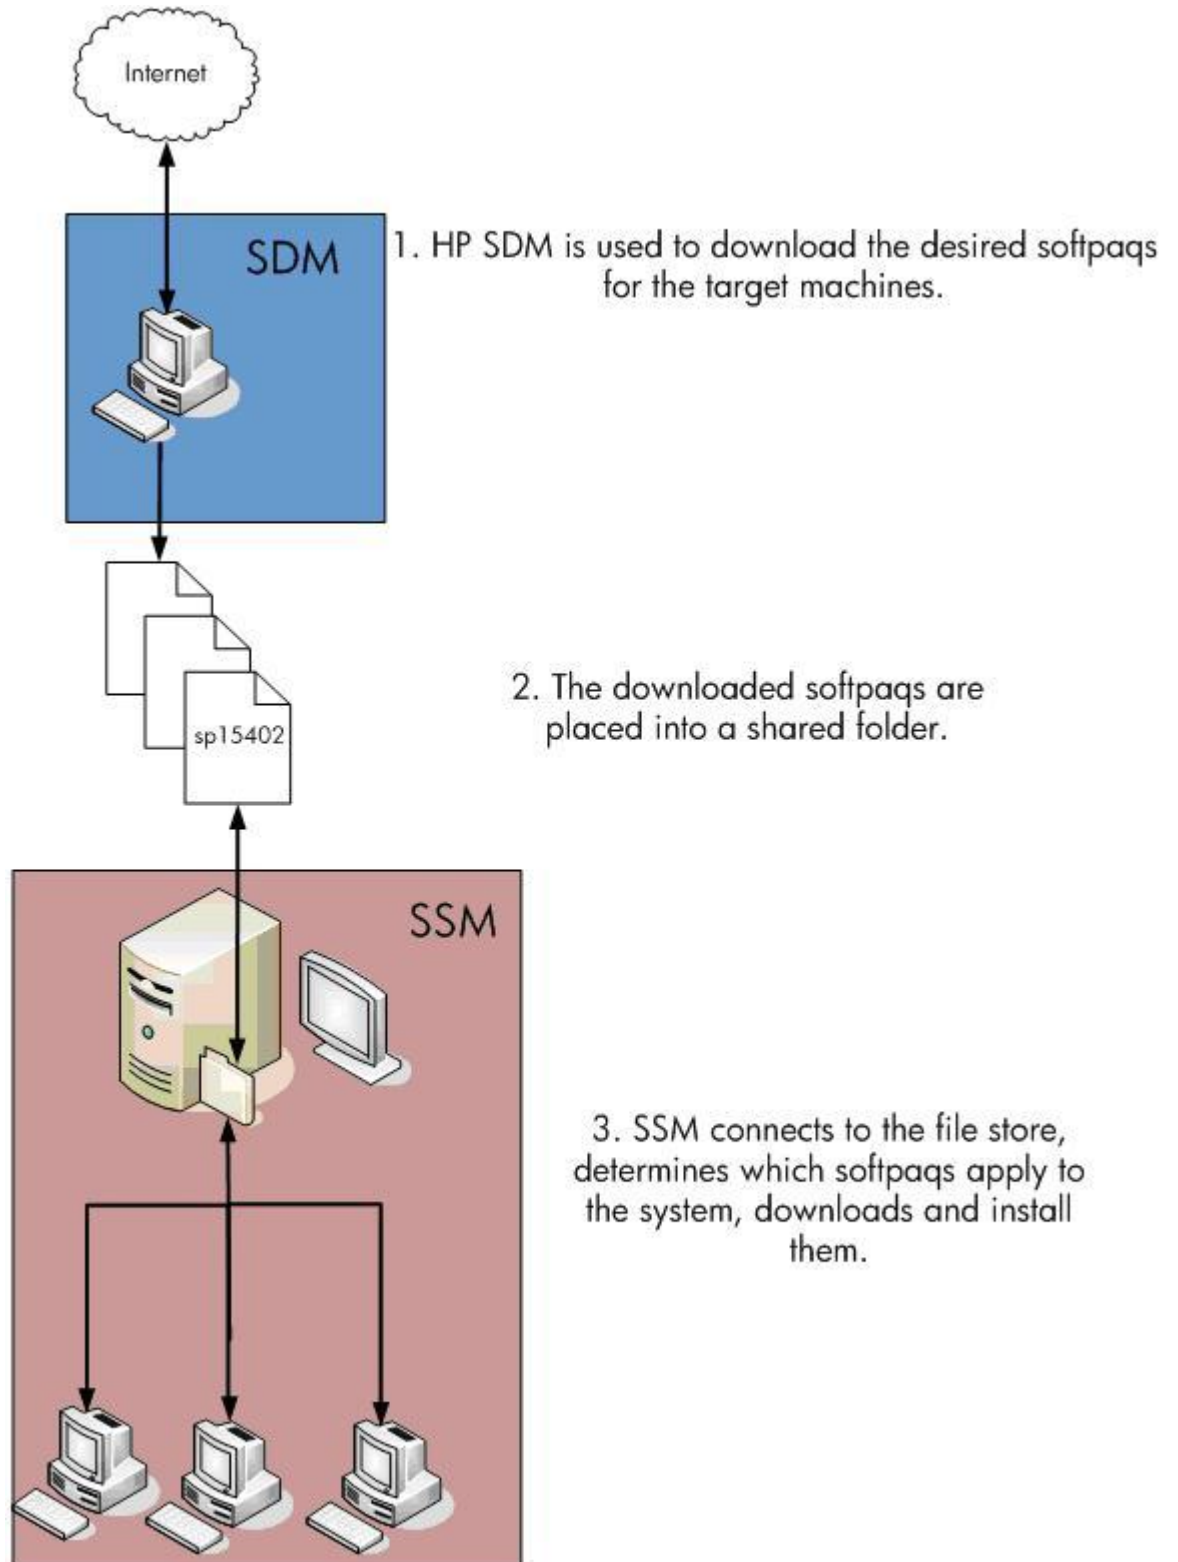 Internet
SDM
1. HP SDM is used to download the desired softpaqs
for the target machines.
2. The downloaded softpaqs are
placed into a shared folder.
sp15402
SSM
3. SSM connects to the file store,
determines which softpaqs apply to
the system, downloads and install
them.